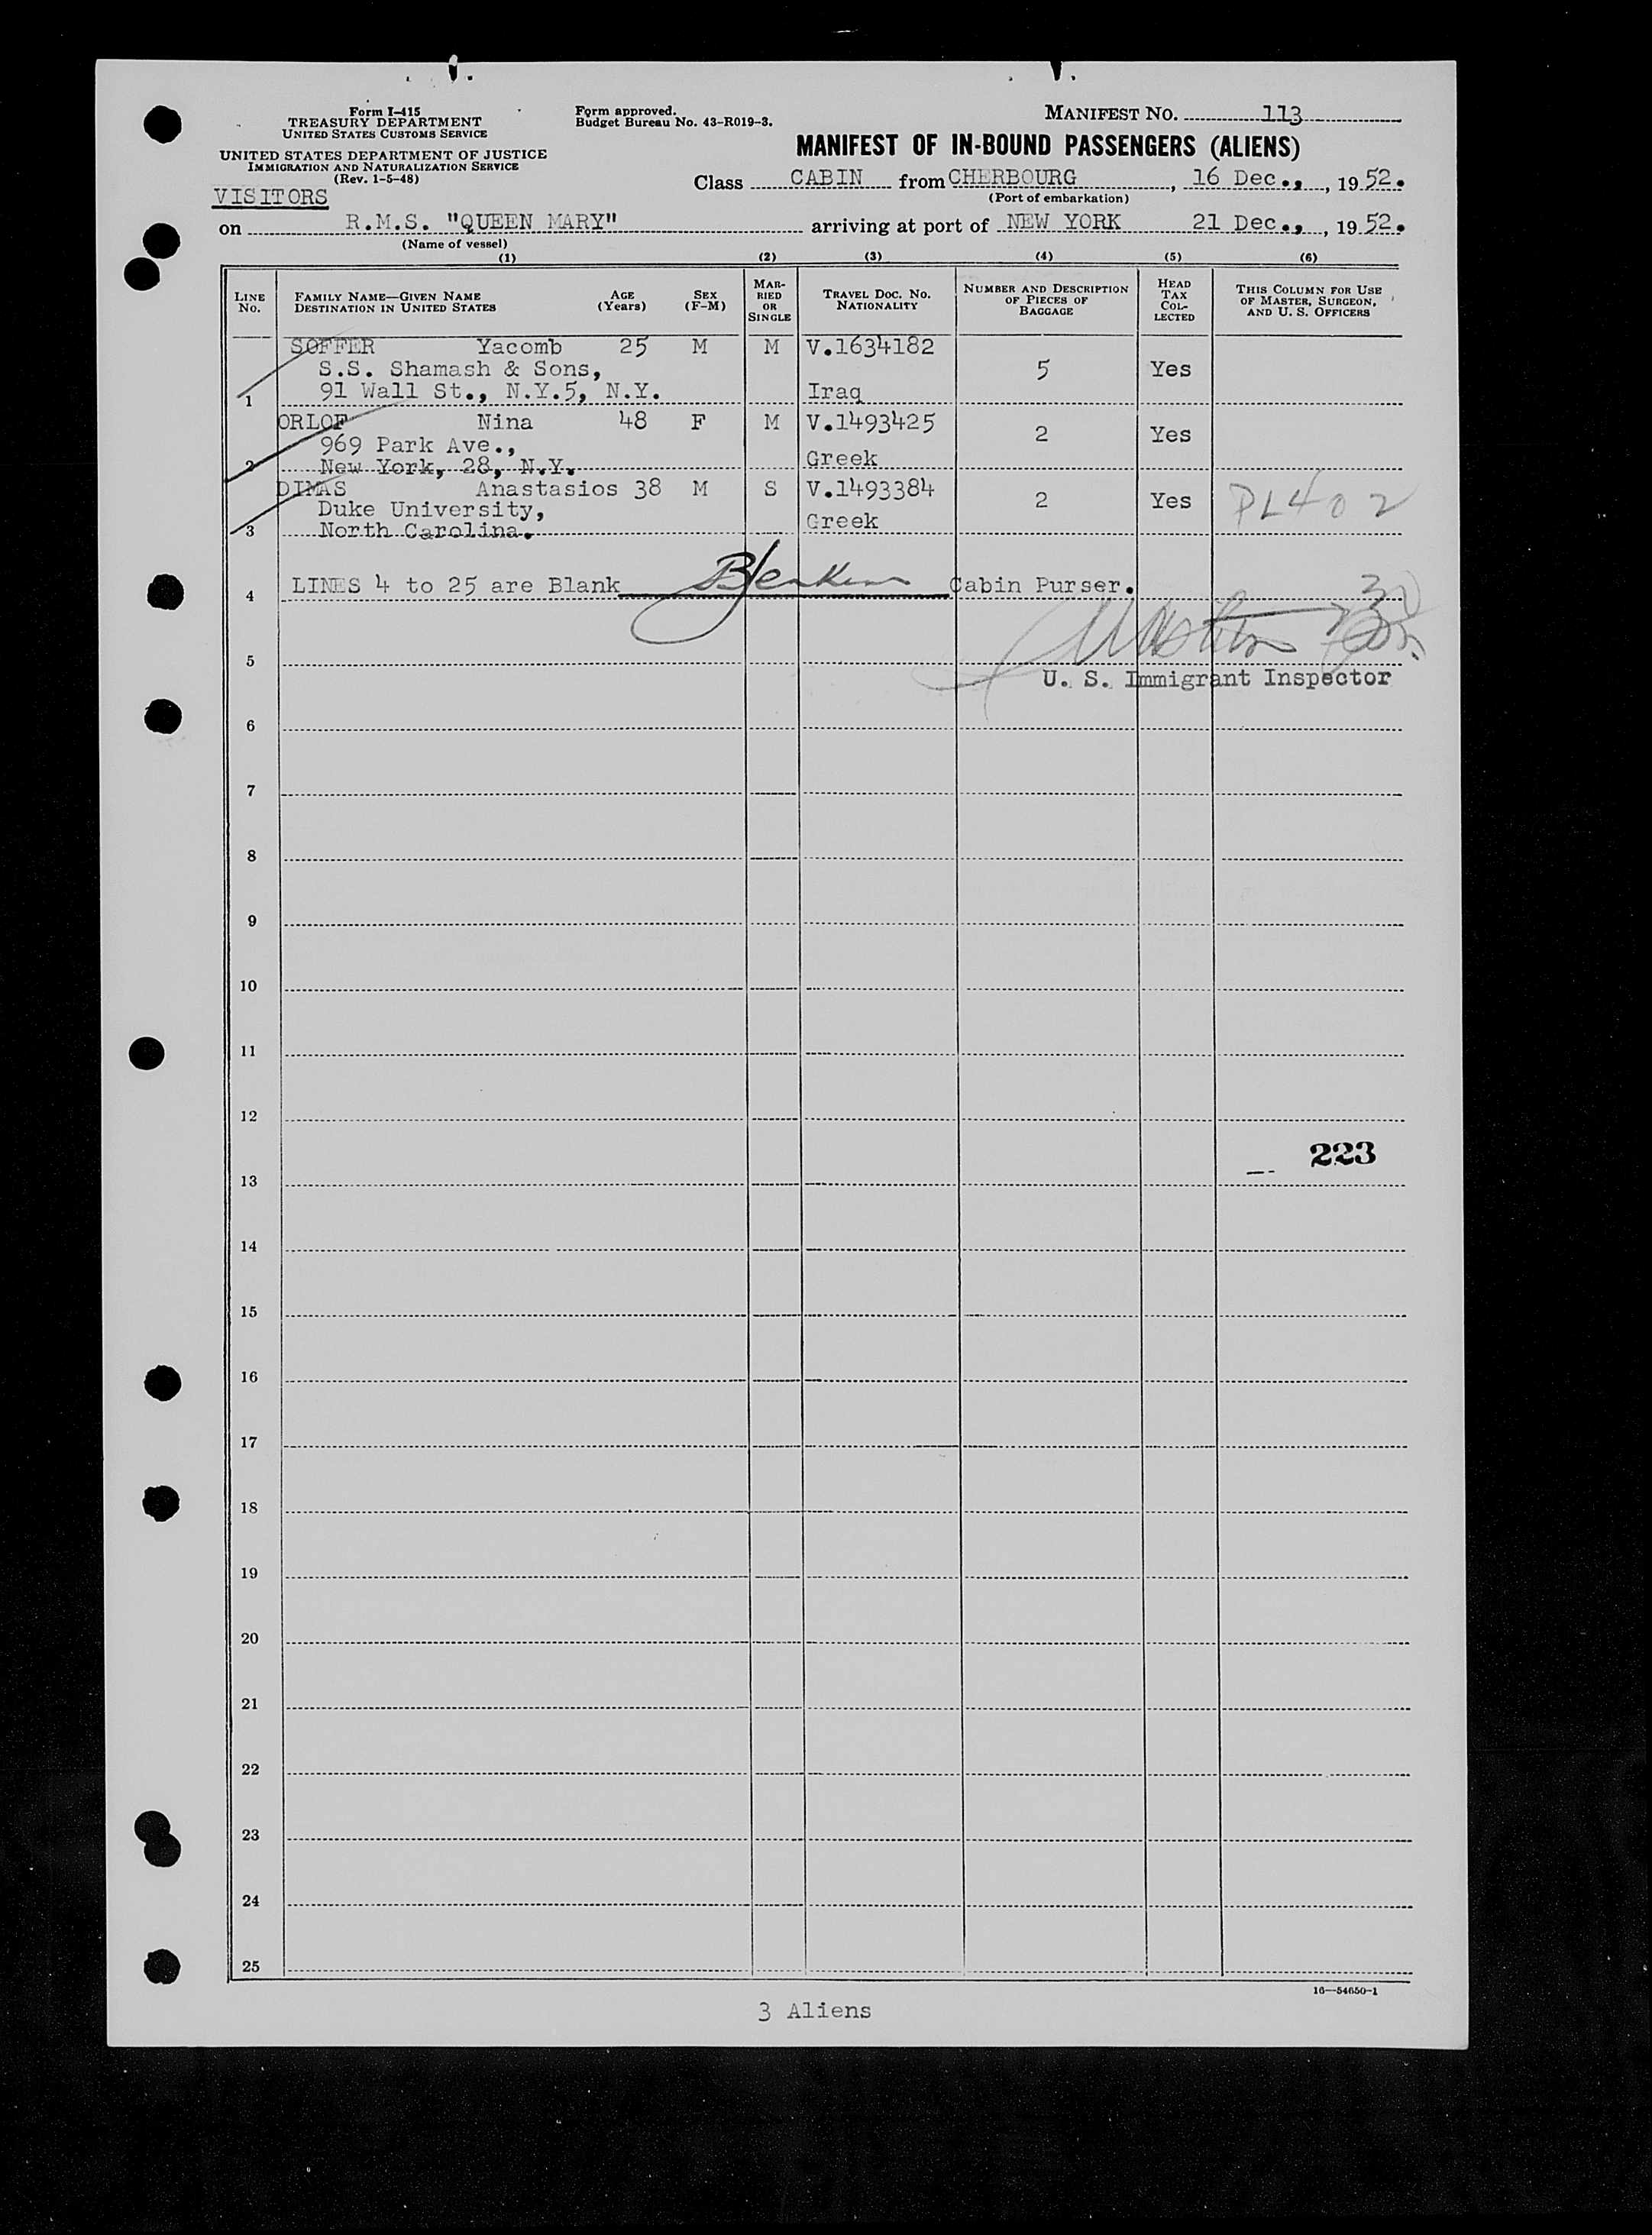 Form I-415
TREASURY DEPARTMENT
UNITED STATES CUSTOMS SERVICE
UNITED STATES DEPARTMENT OF JUSTICE
IMMIGRATION AND NATURALIZATION SERVICE
(Rev. 1-5-48)
Form approved.
Budget Bureau No. 43-R019-3.
MANIFEST NO. 113
MANIFEST OF IN-BOUND PASSENGERS (ALIENS)
VISITORS
Class CABIN from CHERBOURG, 16 Dec., 1952.
(Port of embarkation)
on R.M.S. "QUEEN MARY" arriving at port of NEW YORK 21 Dec., 1952.
(Name of vessel)
(1) (2) (3) (4) (5) (6)
LINE NO. FAMILY NAME—GIVEN NAME DESTINATION IN UNITED STATES AGE (Years) SEX (F-M) MARRIED OR SINGLE TRAVEL DOC. NO. NATIONALITY NUMBER AND DESCRIPTION OF PIECES OF BAGGAGE HEAD TAX COLLECTED THIS COLUMN FOR USE OF MASTER, SURGEON, AND U. S. OFFICERS
SOFFER Yacomb 25 M M V.1634182
S.S. Shamash & Sons, 5 Yes
1 91 Wall St., N.Y.5, N.Y. Iraq
ORLOF Nina 48 F M V.1493425
969 Park Ave., 2 Yes
2 New York, 28, N.Y. Greek
DIMAS Anastasios 38 M S V.1493384
Duke University, 2 Yes PL402
3 North Carolina. Greek
4 LINES 4 to 25 are Blank Cabin Purser.
5
U. S. Immigrant Inspector
6
7
8
9
10
11
12
223
13
14
15
16
17
18
19
20
21
22
23
24
25
16—54650-1
3 Aliens